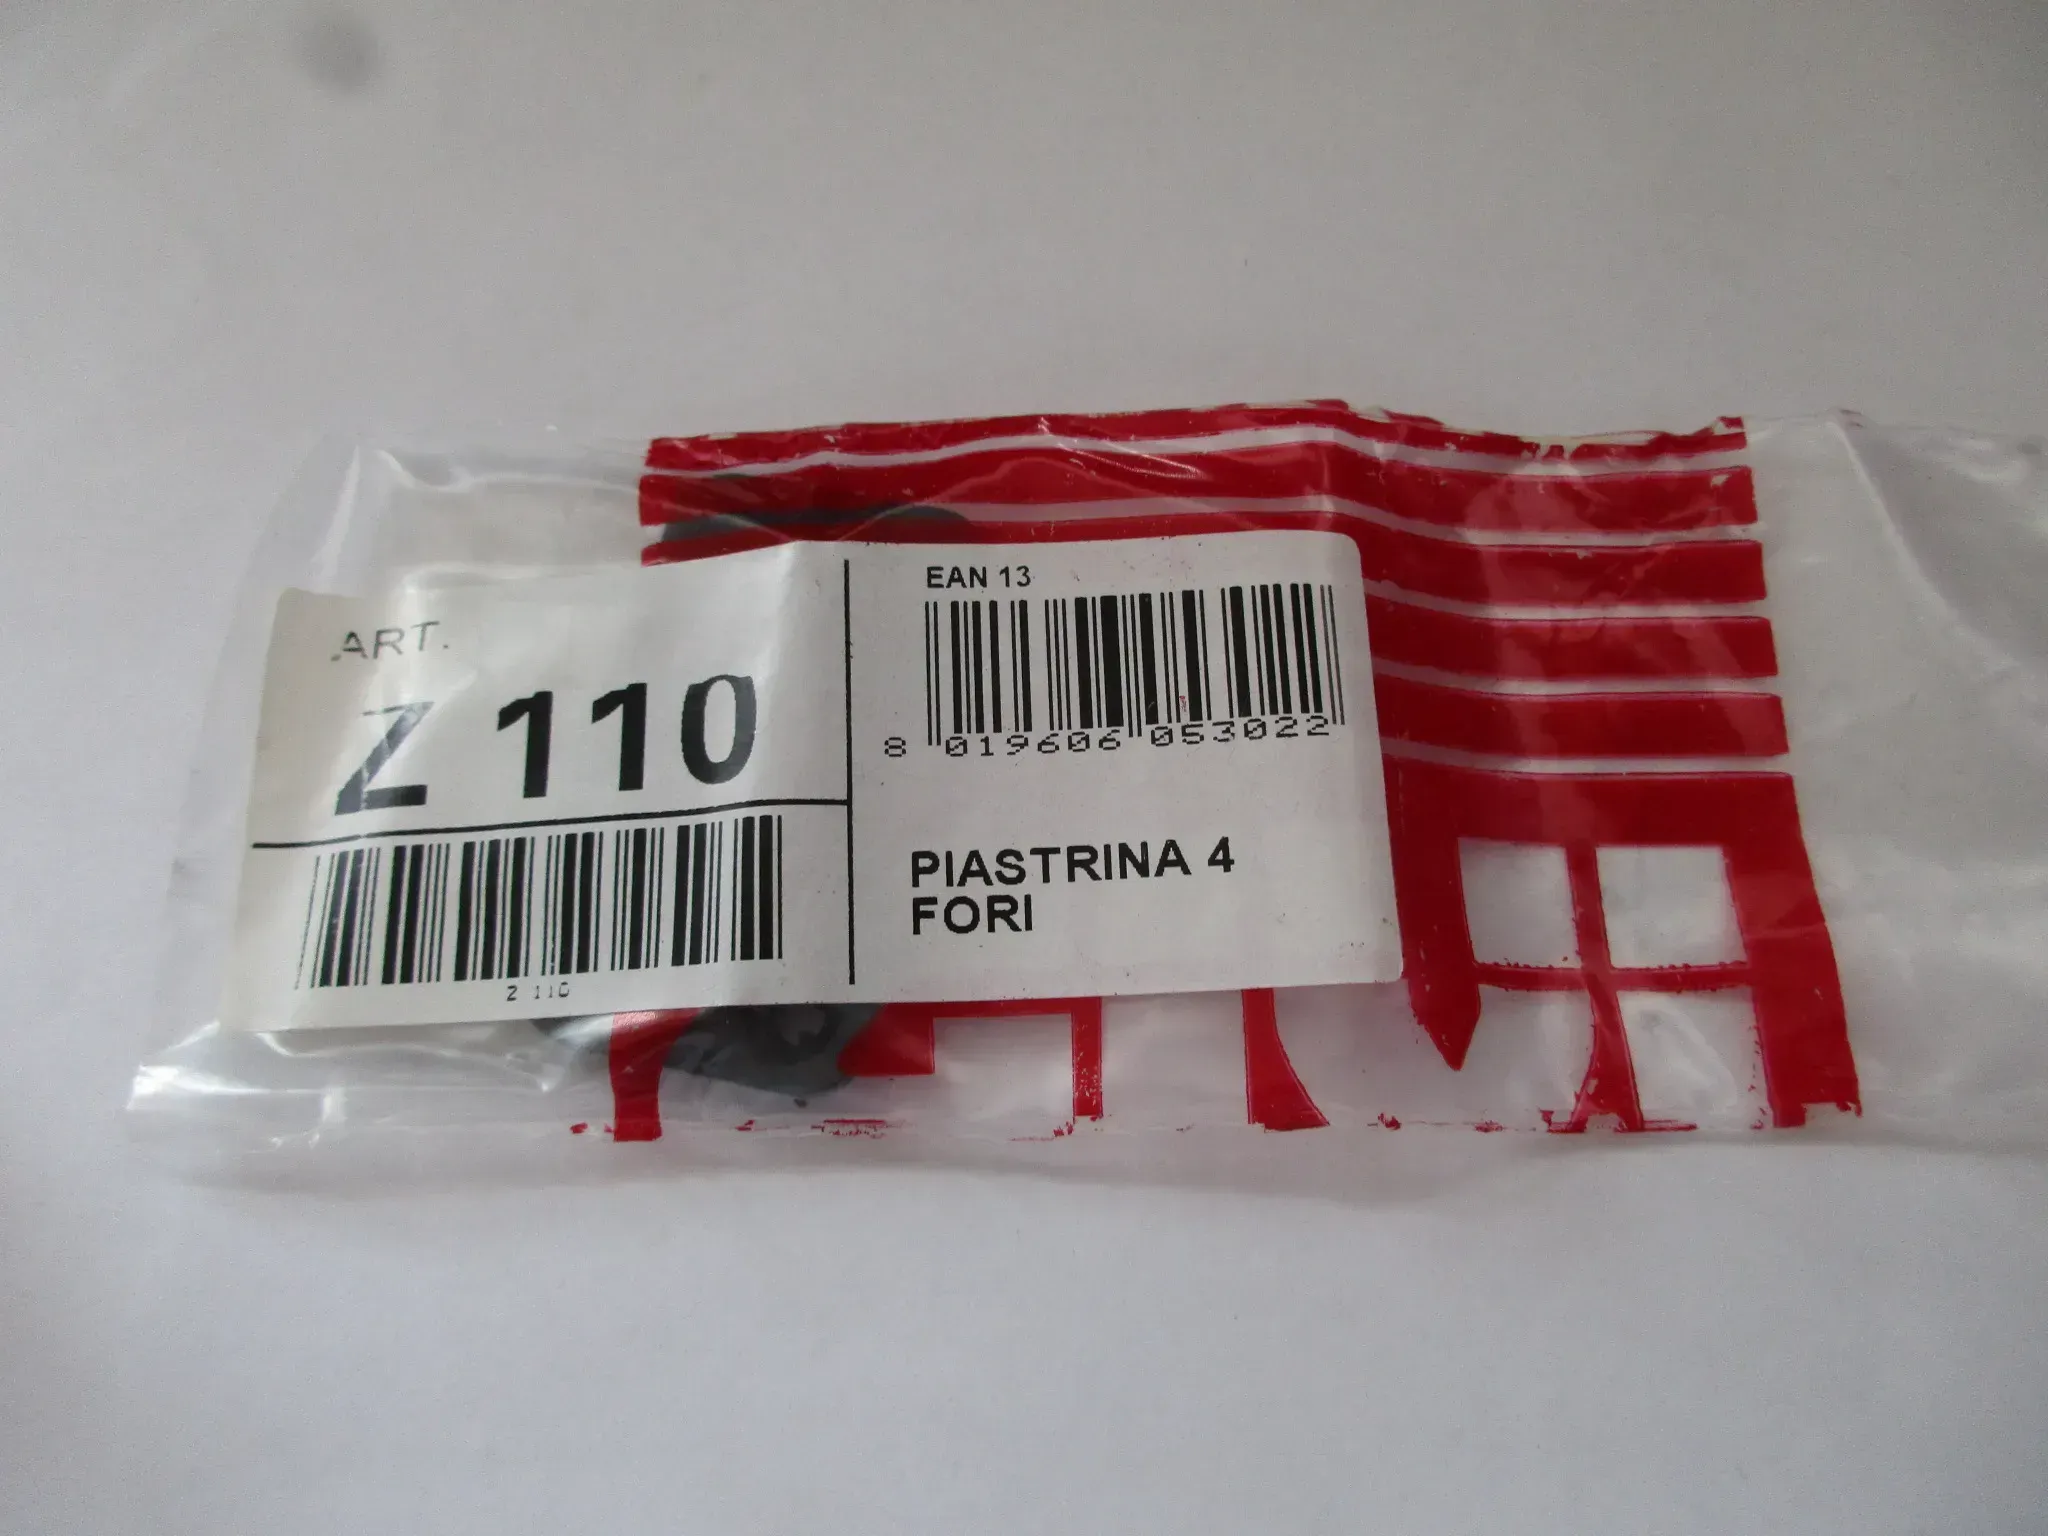 ART.
Z 110
Z 110
EAN 13
8 019606 053022
PIASTRINA 4
FORI